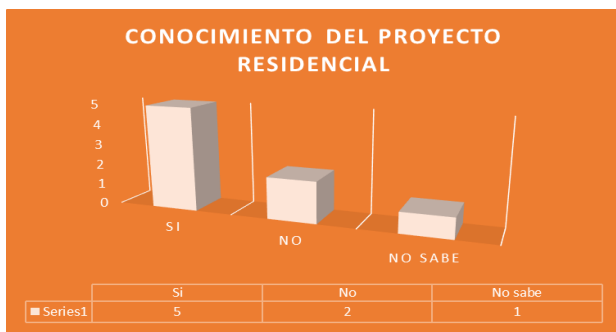 CONOCIMIENTO DEL PROYECTO
RESIDENCIAL
5
4
3
2
1
0
SI
NO
NO SABE
Si No No sabe
Series1 5 2 1